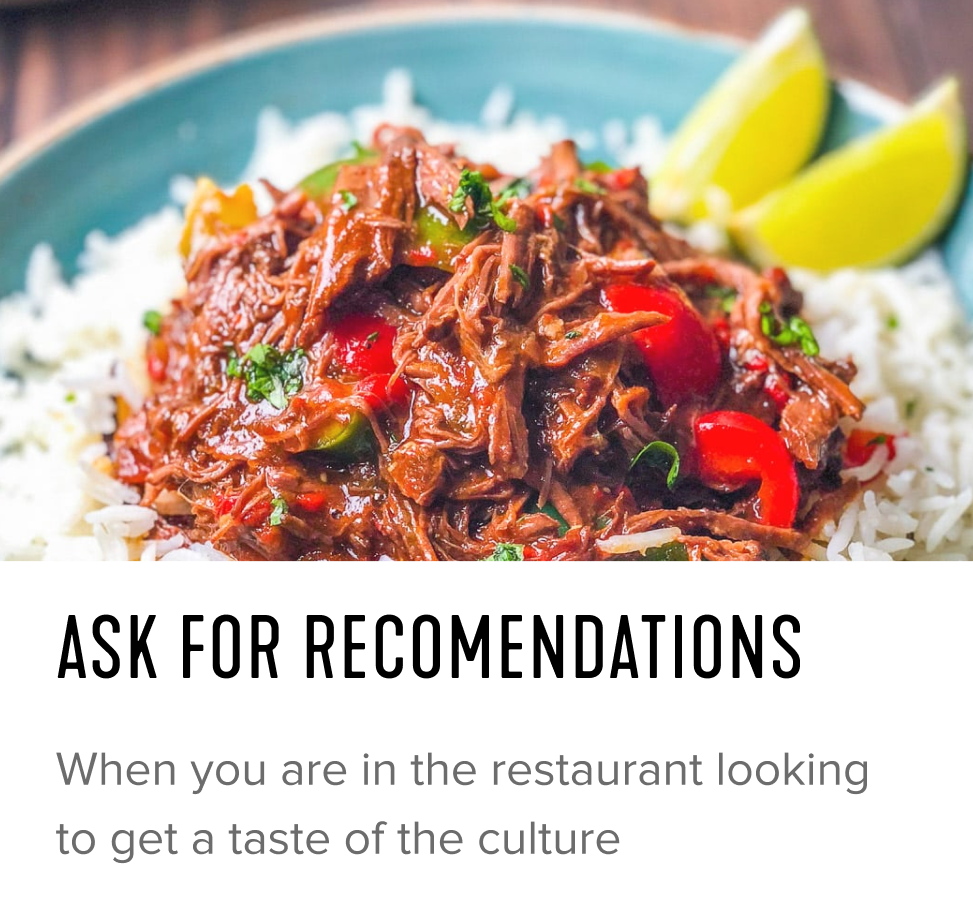 ASK FOR RECOMENDATIONS
When you are in the restaurant looking
to get a taste of the culture